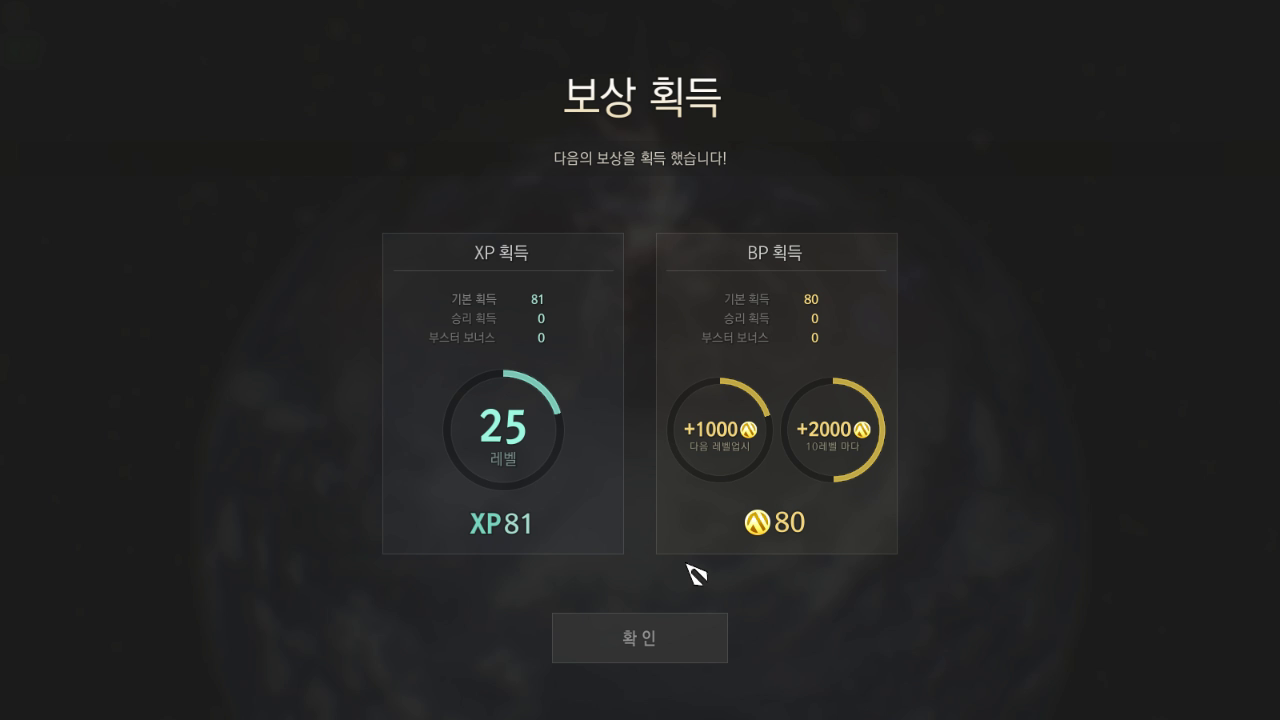 보상 획득
다음의 보상을 획득 했습니다!
XP 획득
기본 획득 81
승리 획득 0
부스터 보너스 0
25
레벨
XP81
BP 획득
기본 획득 80
승리 획득 0
부스터 보너스 0
+1000
다음 레벨업시
+2000
10레벨 마다
80
확인